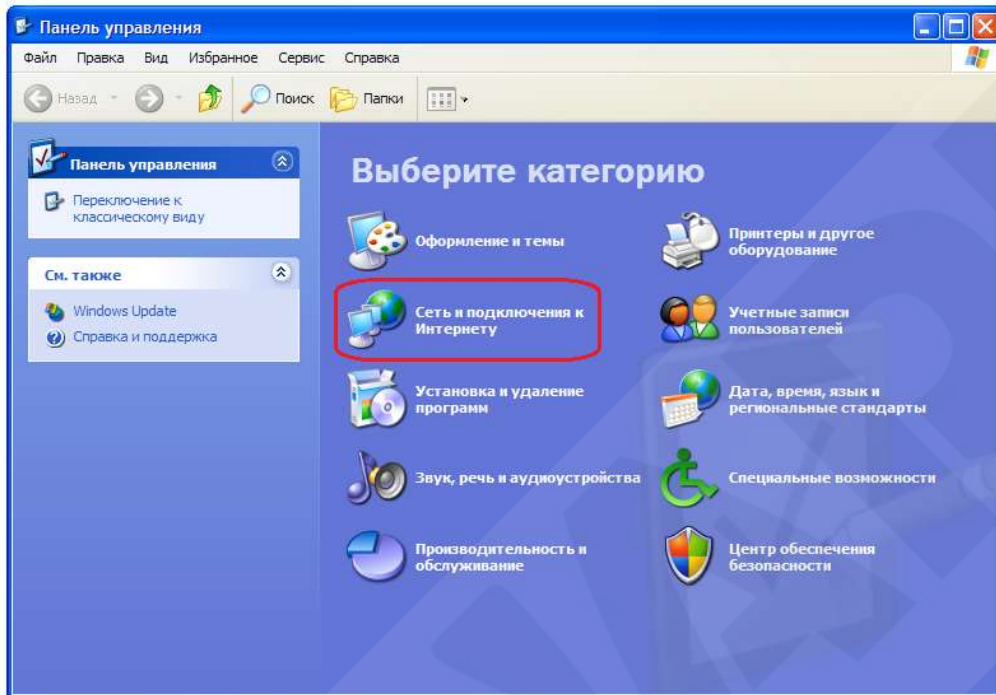 Панель управления
Файл Правка Вид Избранное Сервис Справка
Назад Поиск Папки
Панель управления
Переключение к
классическому виду
См. также
Windows Update
Справка и поддержка
Выберите категорию
Оформление и темы
Принтеры и другое
оборудование
Сеть и подключения к
Интернету
Учетные записи
пользователей
Установка и удаление
программ
Дата, время, язык и
региональные стандарты
Звук, речь и аудиоустройства
Специальные возможности
Производительность и
обслуживание
Центр обеспечения
безопасности